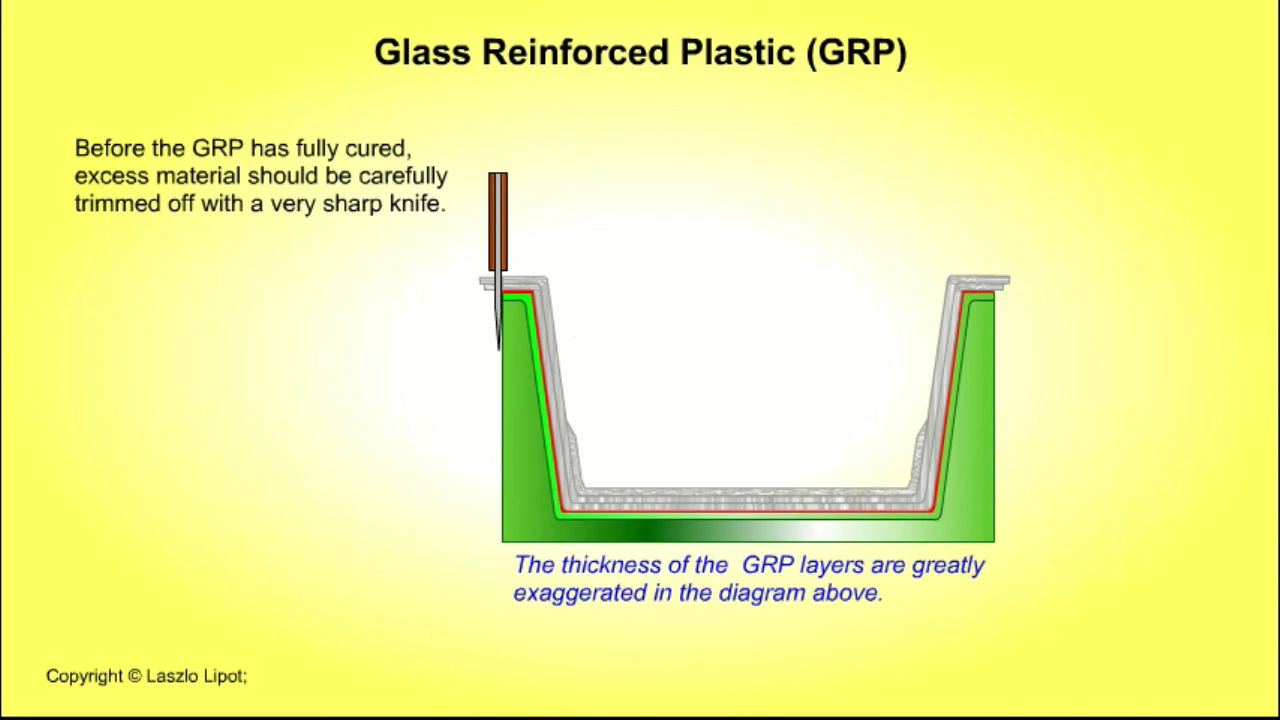 Glass Reinforced Plastic (GRP)
Before the GRP has fully cured,
excess material should be carefully
trimmed off with a very sharp knife.
The thickness of the  GRP layers are greatly
exaggerated in the diagram above.
Copyright © Laszlo Lipot;